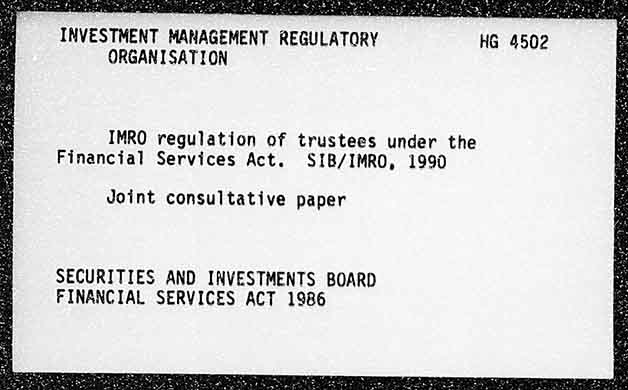 INVESTMENT MANAGEMENT REGULATORY HG 4502
ORGANISATION
IMRO regulation of trustees under the
Financial Services Act. SIB/IMRO, 1990
Joint consultative paper
SECURITIES AND INVESTMENTS BOARD
FINANCIAL SERVICES ACT 1986